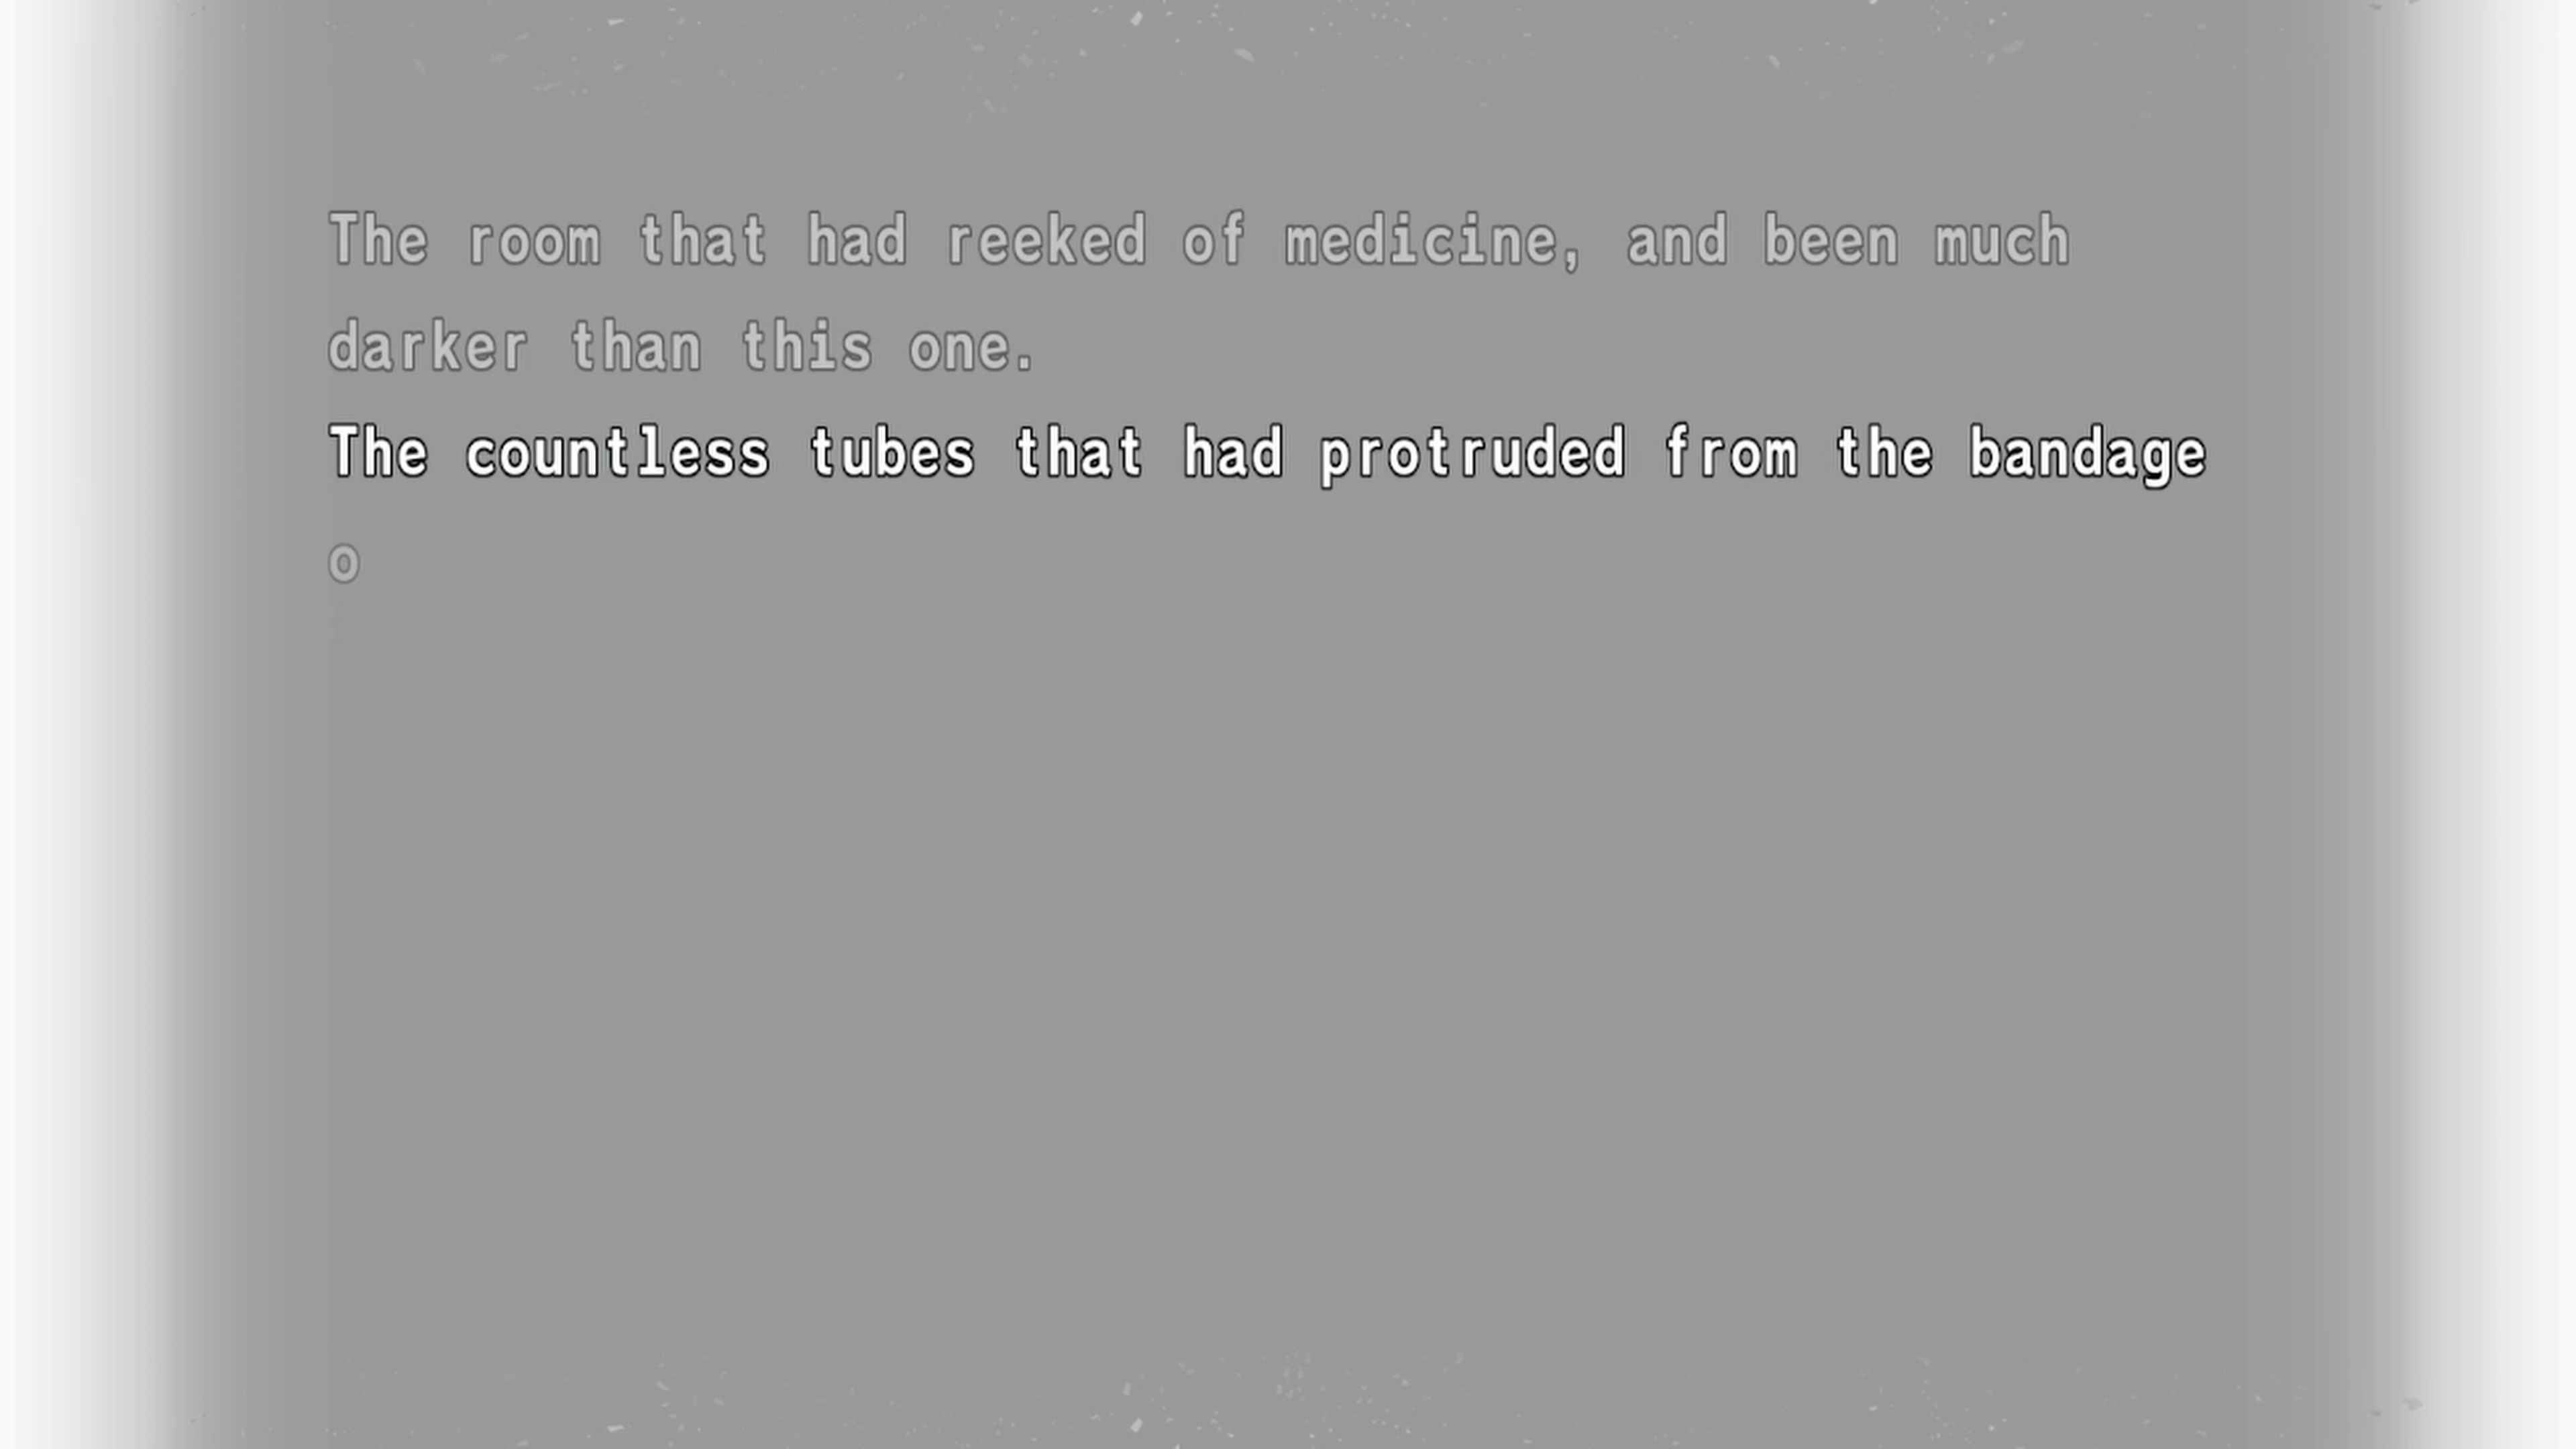 The room that had reeked of medicine, and been much
darker than this one.
The countless tubes that had protruded from the bandage
o